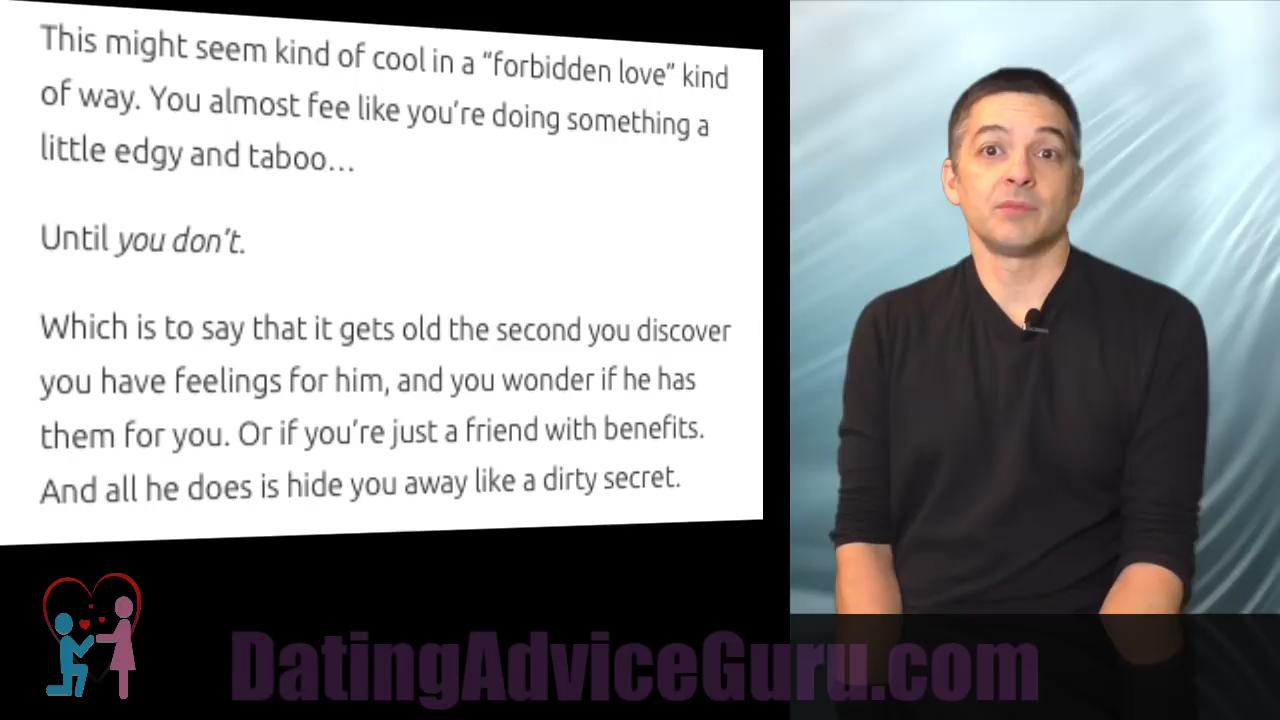 This might seem kind of cool in a “forbidden love” kind
of way. You almost fee like you’re doing something a
little edgy and taboo…
Until you don’t.
Which is to say that it gets old the second you discover
you have feelings for him, and you wonder if he has
them for you. Or if you’re just a friend with benefits.
And all he does is hide you away like a dirty secret.
DatingAdviceGuru.com